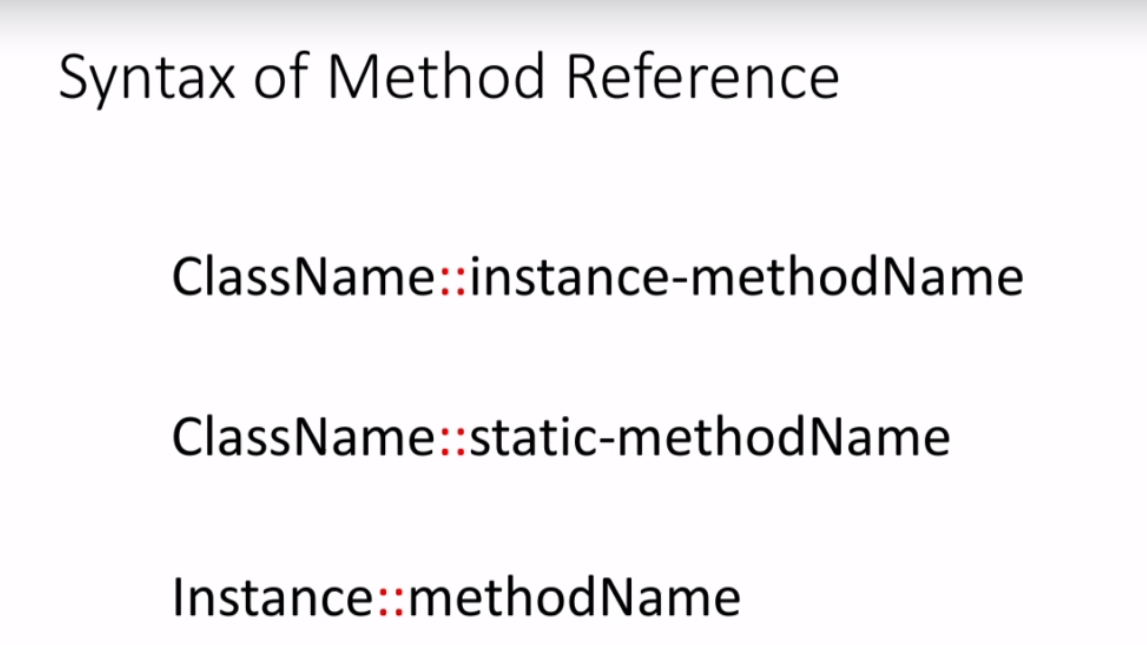 Syntax of Method Reference
ClassName::instance-methodName
ClassName::static-methodName
Instance::methodName